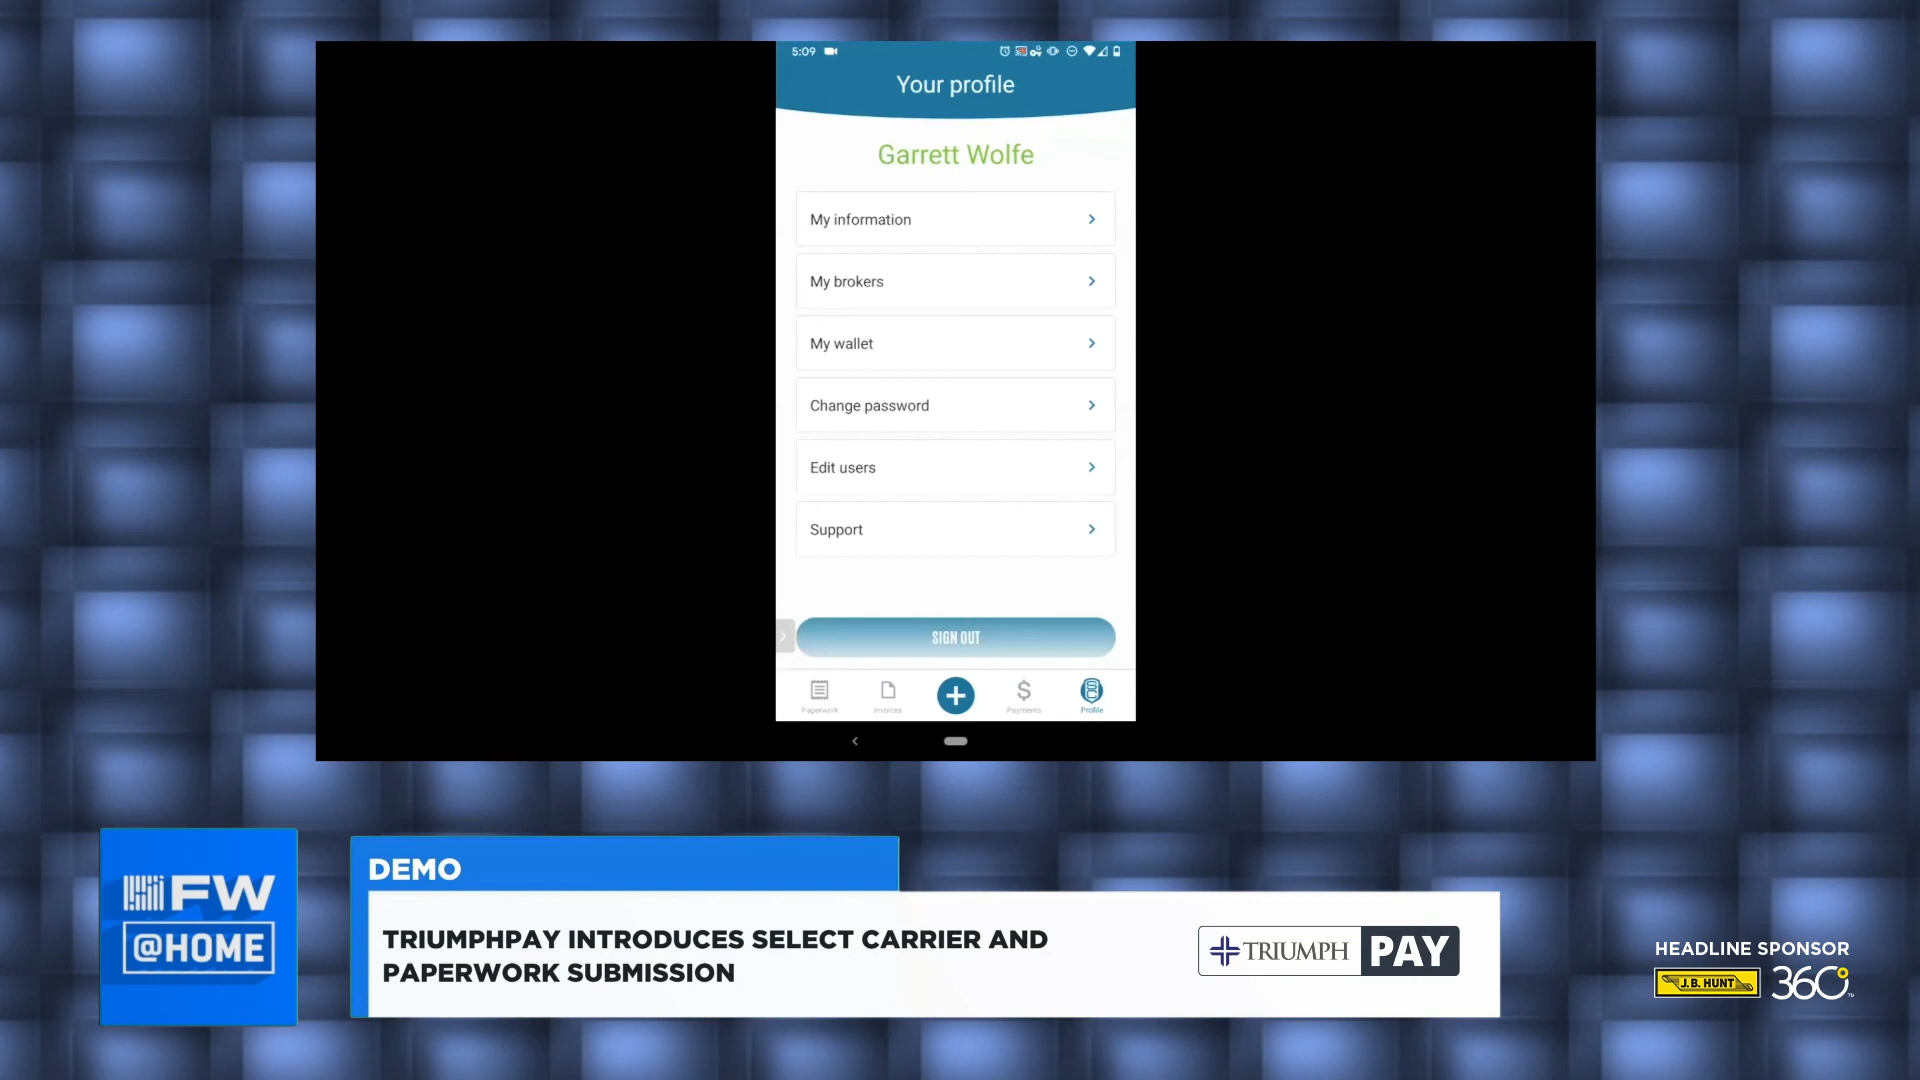 5:09
Your profile
Garrett Wolfe
My information
My brokers
My wallet
Change password
Edit users
Support
SIGN OUT
Paperwork
Invoices
Payments
Profile
FW
@HOME
DEMO
TRIUMPHPAY INTRODUCES SELECT CARRIER AND
PAPERWORK SUBMISSION
TRIUMPH PAY
HEADLINE SPONSOR
J.B. HUNT 360°